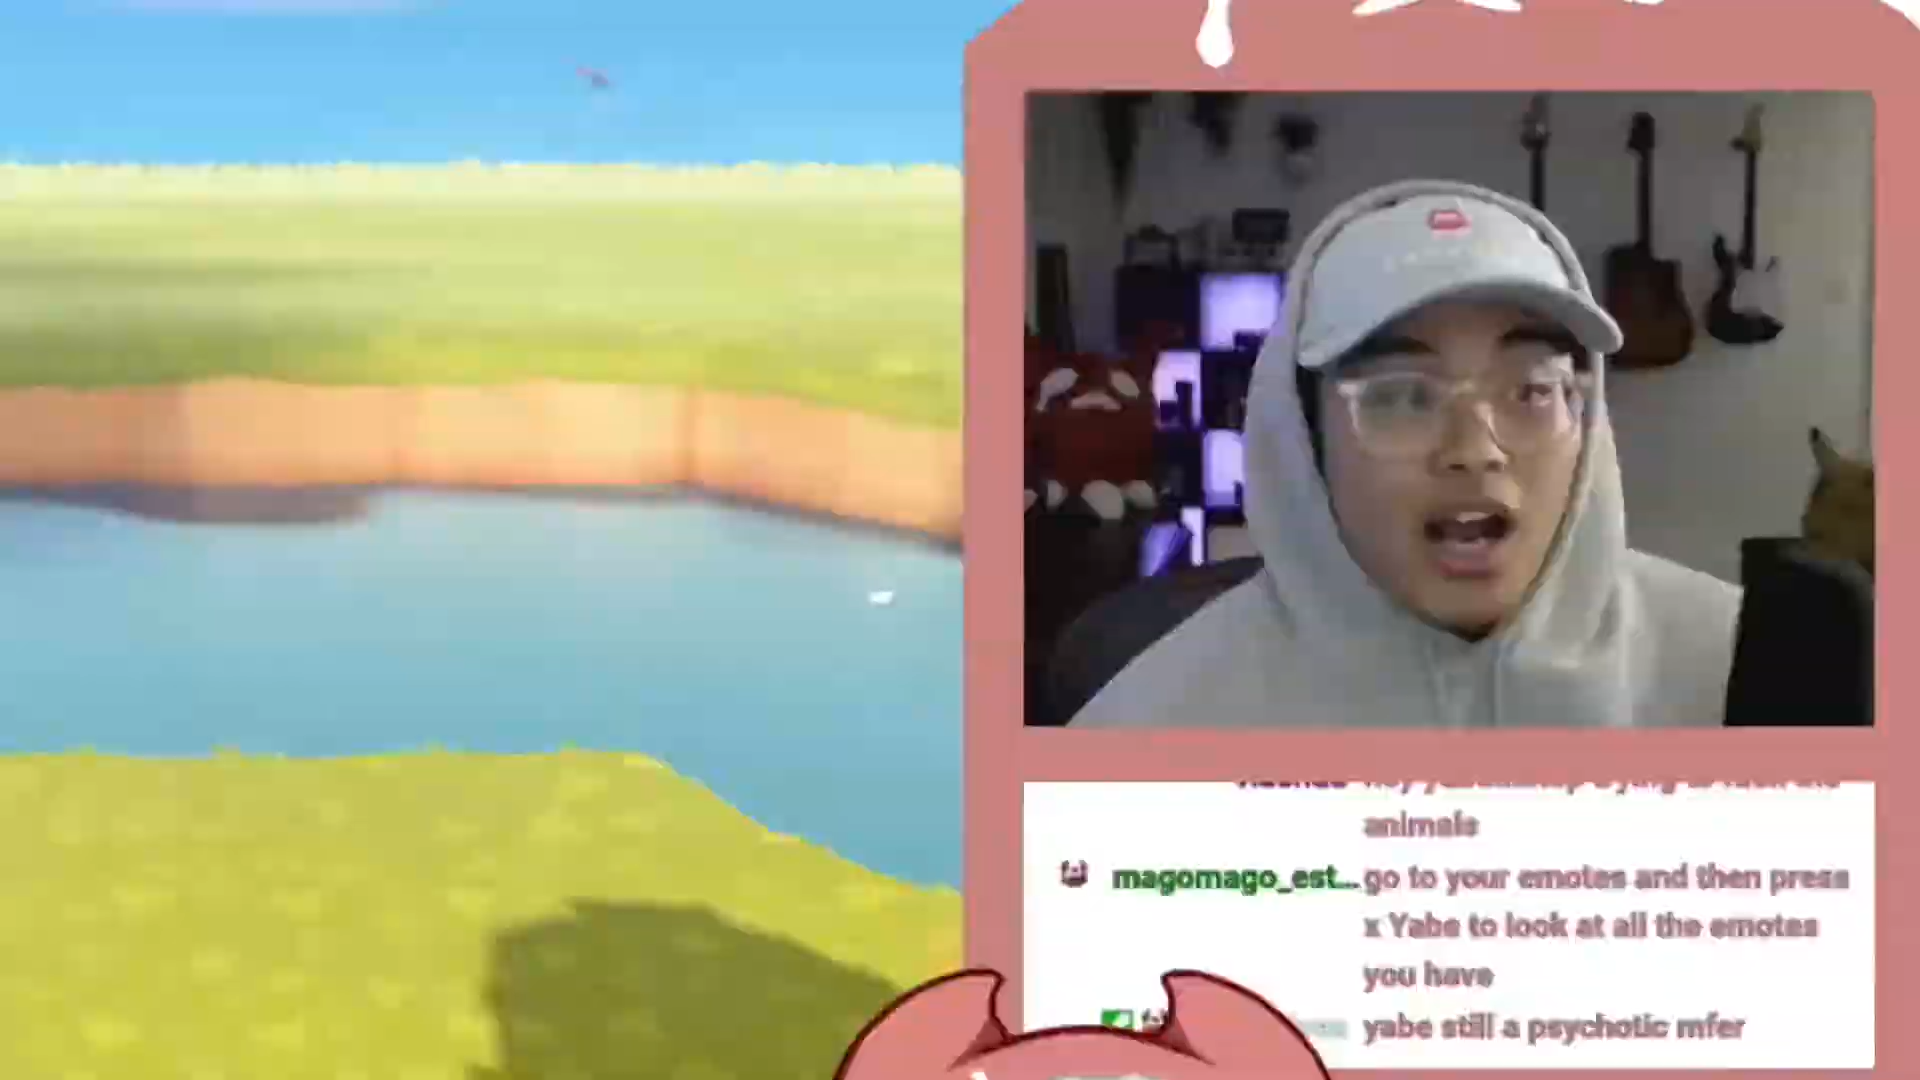 animals
magomago_est... go to your emotes and then press
x Yabe to look at all the emotes
you have
yabe still a psychotic mfer